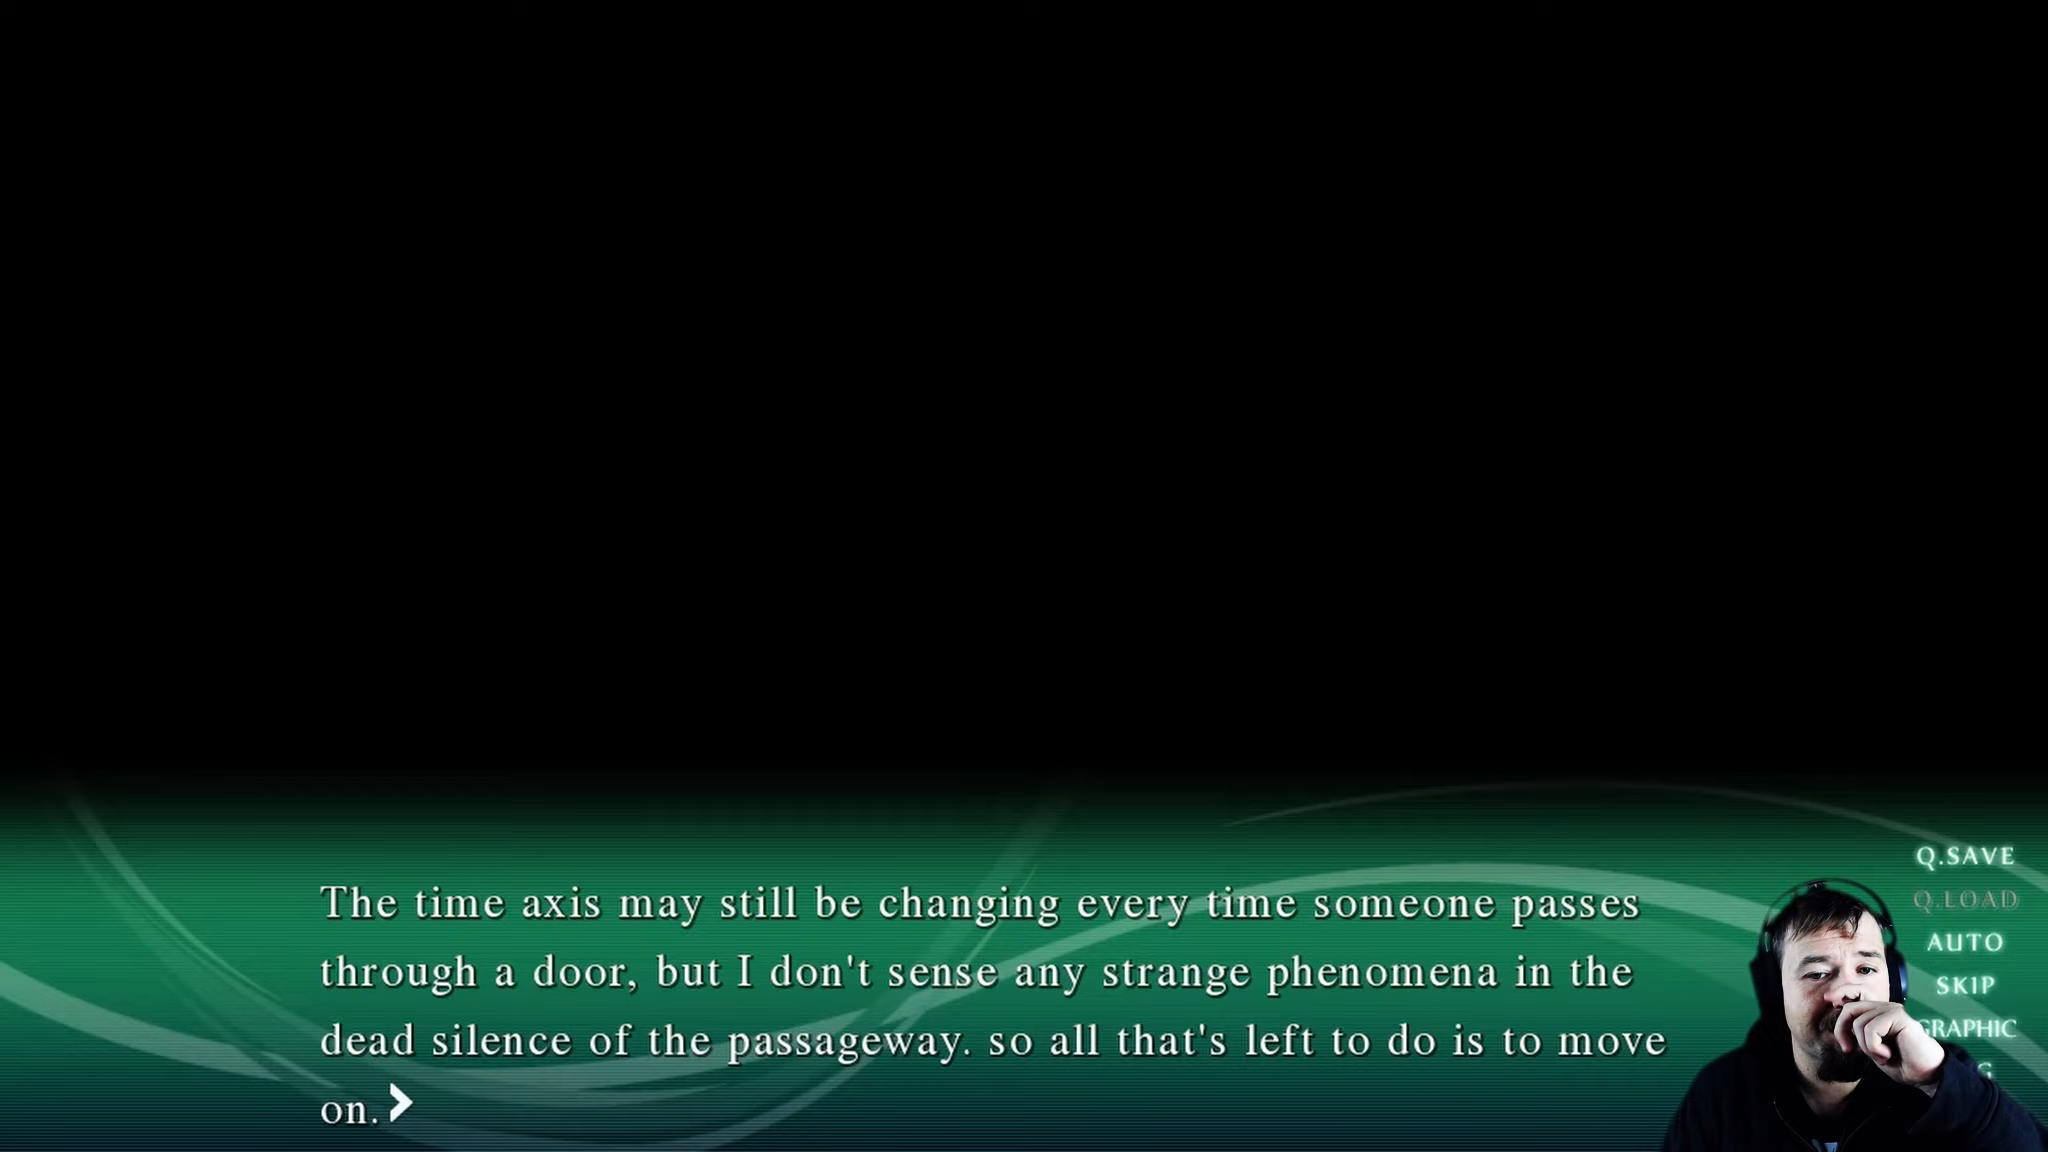 The time axis may still be changing every time someone passes
through a door, but I don't sense any strange phenomena in the
dead silence of the passageway. so all that's left to do is to move
on.
Q.SAVE
Q.LOAD
AUTO
SKIP
GRAPHIC